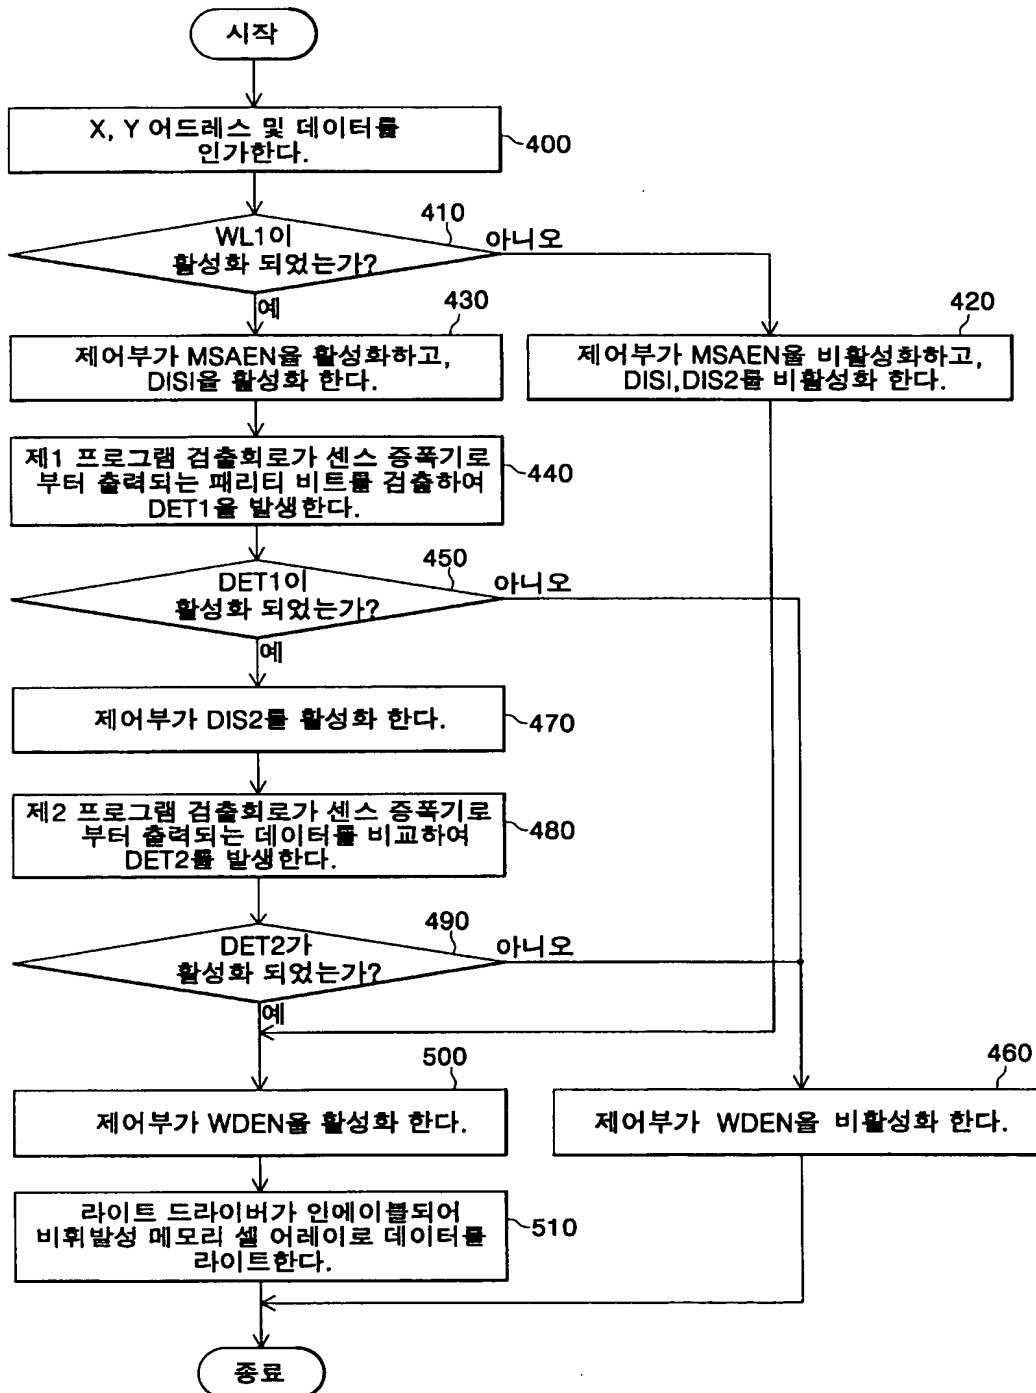 시작
X, Y 어드레스 및 데이터를
인가한다.
400
410
WL1이
활성화 되었는가?
아니오
예
430
제어부가 MSAEN을 활성화하고,
DISI을 활성화 한다.
420
제어부가 MSAEN을 비활성화하고,
DISI,DIS2를 비활성화 한다.
제1 프로그램 검출회로가 센스 증폭기로
부터 출력되는 패리티 비트를 검출하여
DET1을 발생한다.
440
450
DET1이
활성화 되었는가?
아니오
예
제어부가 DIS2를 활성화 한다.
470
제2 프로그램 검출회로가 센스 증폭기로
부터 출력되는 데이터를 비교하여
DET2를 발생한다.
480
490
DET2가
활성화 되었는가?
아니오
예
500
제어부가 WDEN을 활성화 한다.
460
제어부가 WDEN을 비활성화 한다.
라이트 드라이버가 인에이블되어
비휘발성 메모리 셀 어레이로 데이터를
라이트한다.
510
종료